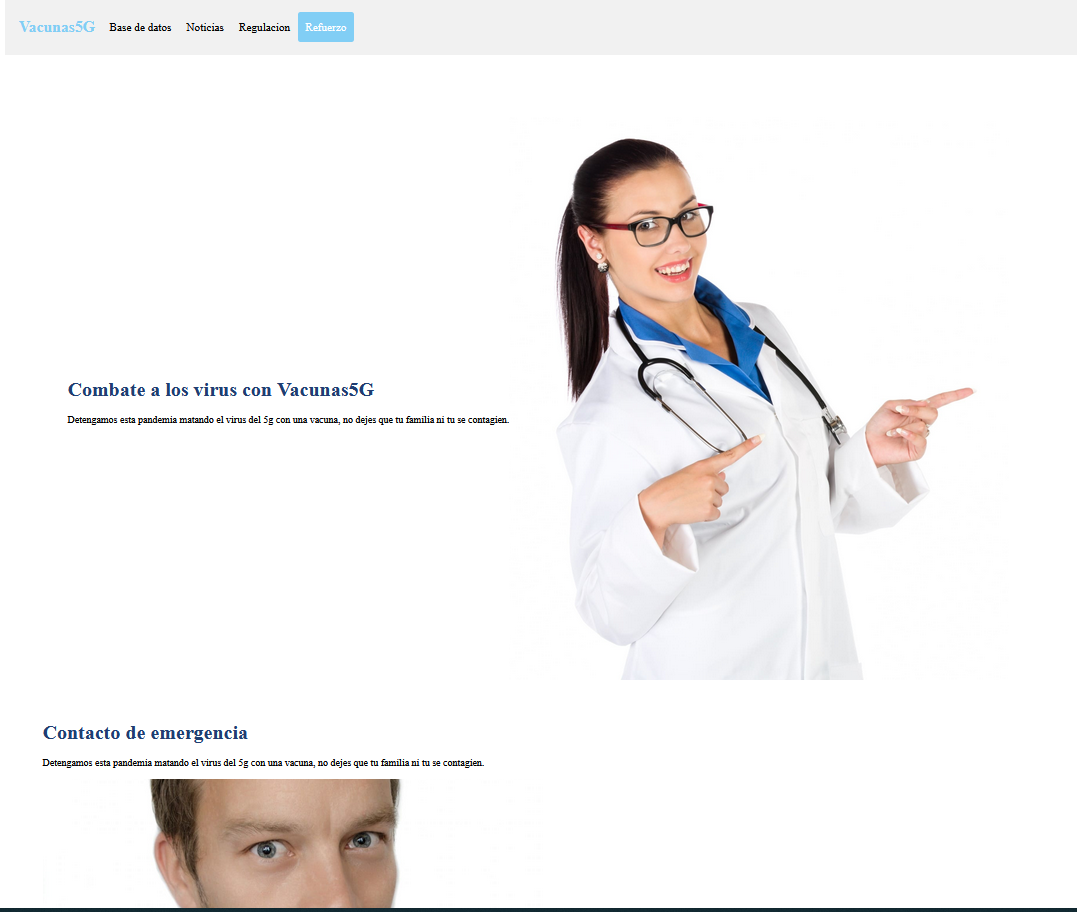 Vacunas5G Base de datos Noticias Regulacion Refuerzo
Combate a los virus con Vacunas5G
Detengamos esta pandemia matando el virus del 5g con una vacuna, no dejes que tu familia ni tu se contagien.
Contacto de emergencia
Detengamos esta pandemia matando el virus del 5g con una vacuna, no dejes que tu familia ni tu se contagien.